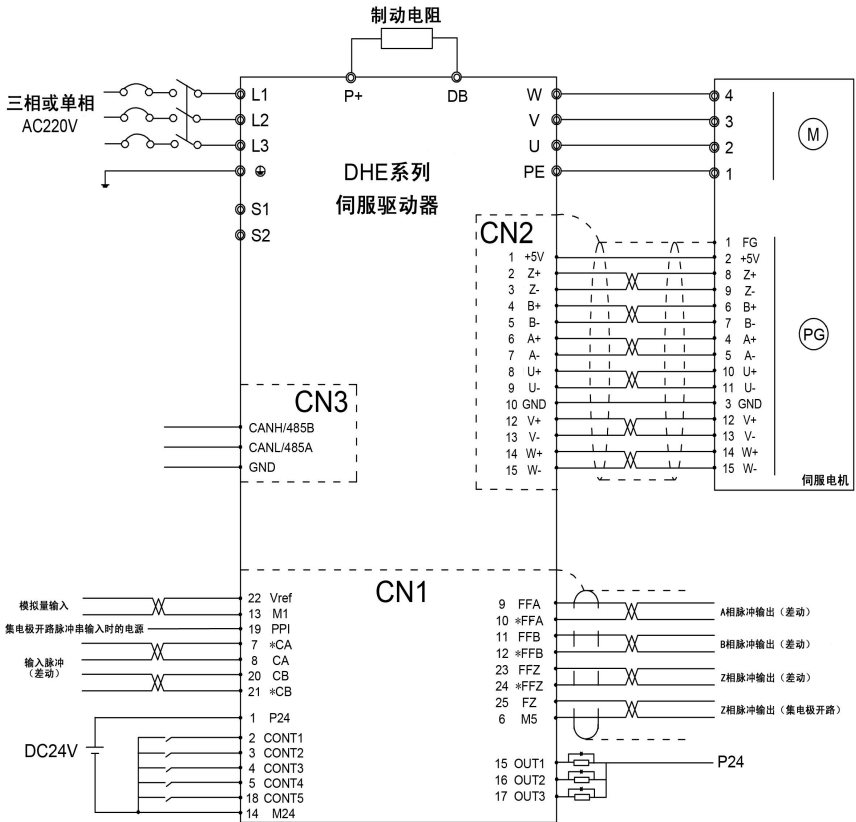 制动电阻
P+
DB
三相或单相
AC220V
L1
L2
L3
S1
S2
DHE系列
伺服驱动器
W
V
U
PE
4
3
2
1
M
CN2
1 +5V
2 Z+
3 Z-
4 B+
5 B-
6 A+
7 A-
8 U+
9 U-
10 GND
12 V+
13 V-
14 W+
15 W-
1 FG
2 +5V
8 Z+
9 Z-
6 B+
7 B-
4 A+
5 A-
10 U+
11 U-
3 GND
12 V+
13 V-
14 W+
15 W-
PG
伺服电机
CN3
CANH/485B
CANL/485A
GND
CN1
模拟量输入
集电极开路脉冲串输入时的电源
输入脉冲
（差动）
22 Vref
13 M1
19 PPI
7 *CA
8 CA
20 CB
21 *CB
1 P24
2 CONT1
3 CONT2
4 CONT3
5 CONT4
18 CONT5
14 M24
DC24V
9 FFA
10 *FFA
11 FFB
12 *FFB
23 FFZ
24 *FFZ
25 FZ
6 M5
15 OUT1
16 OUT2
17 OUT3
A相脉冲输出（差动）
B相脉冲输出（差动）
Z相脉冲输出（差动）
Z相脉冲输出（集电极开路）
P24